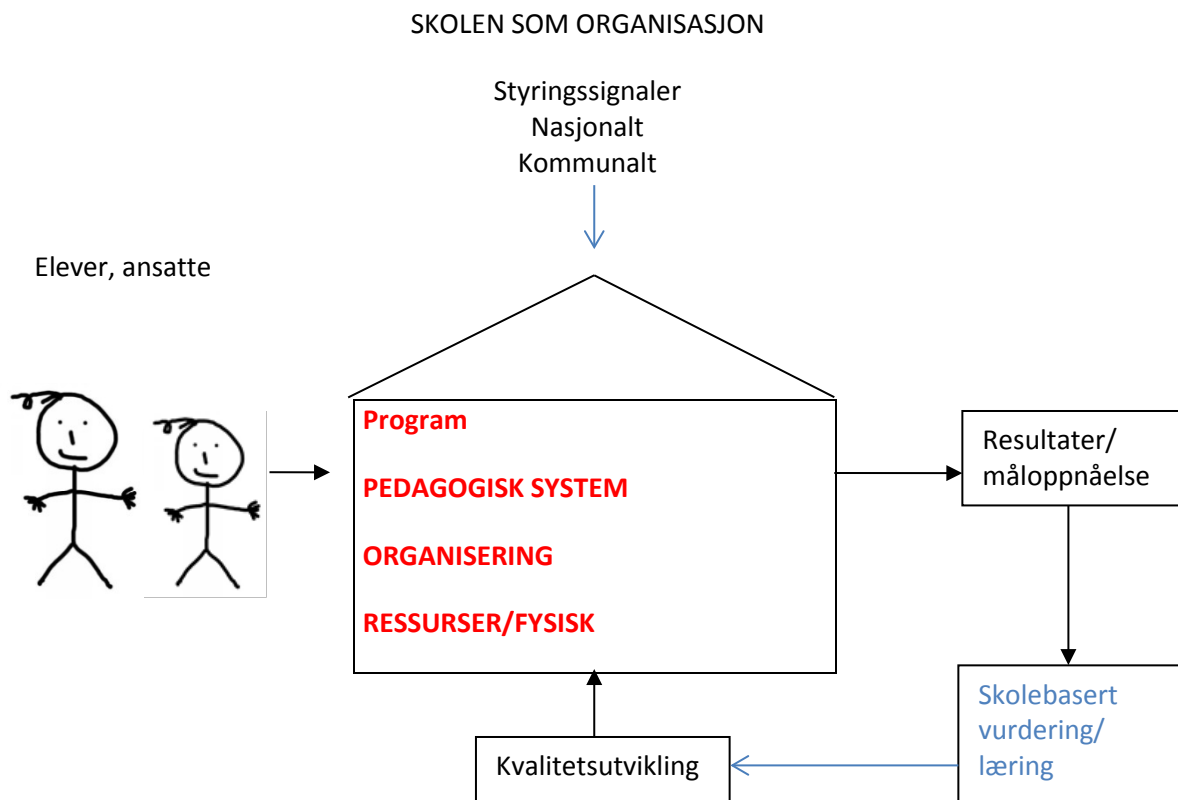 SKOLEN SOM ORGANISASJON
Styringssignaler
Nasjonalt
Kommunalt
Elever, ansatte
Program
PEDAGOGISK SYSTEM
ORGANISERING
RESSURSER/FYSISK
Resultater/
måloppnåelse
Skolebasert
vurdering/
læring
Kvalitetsutvikling